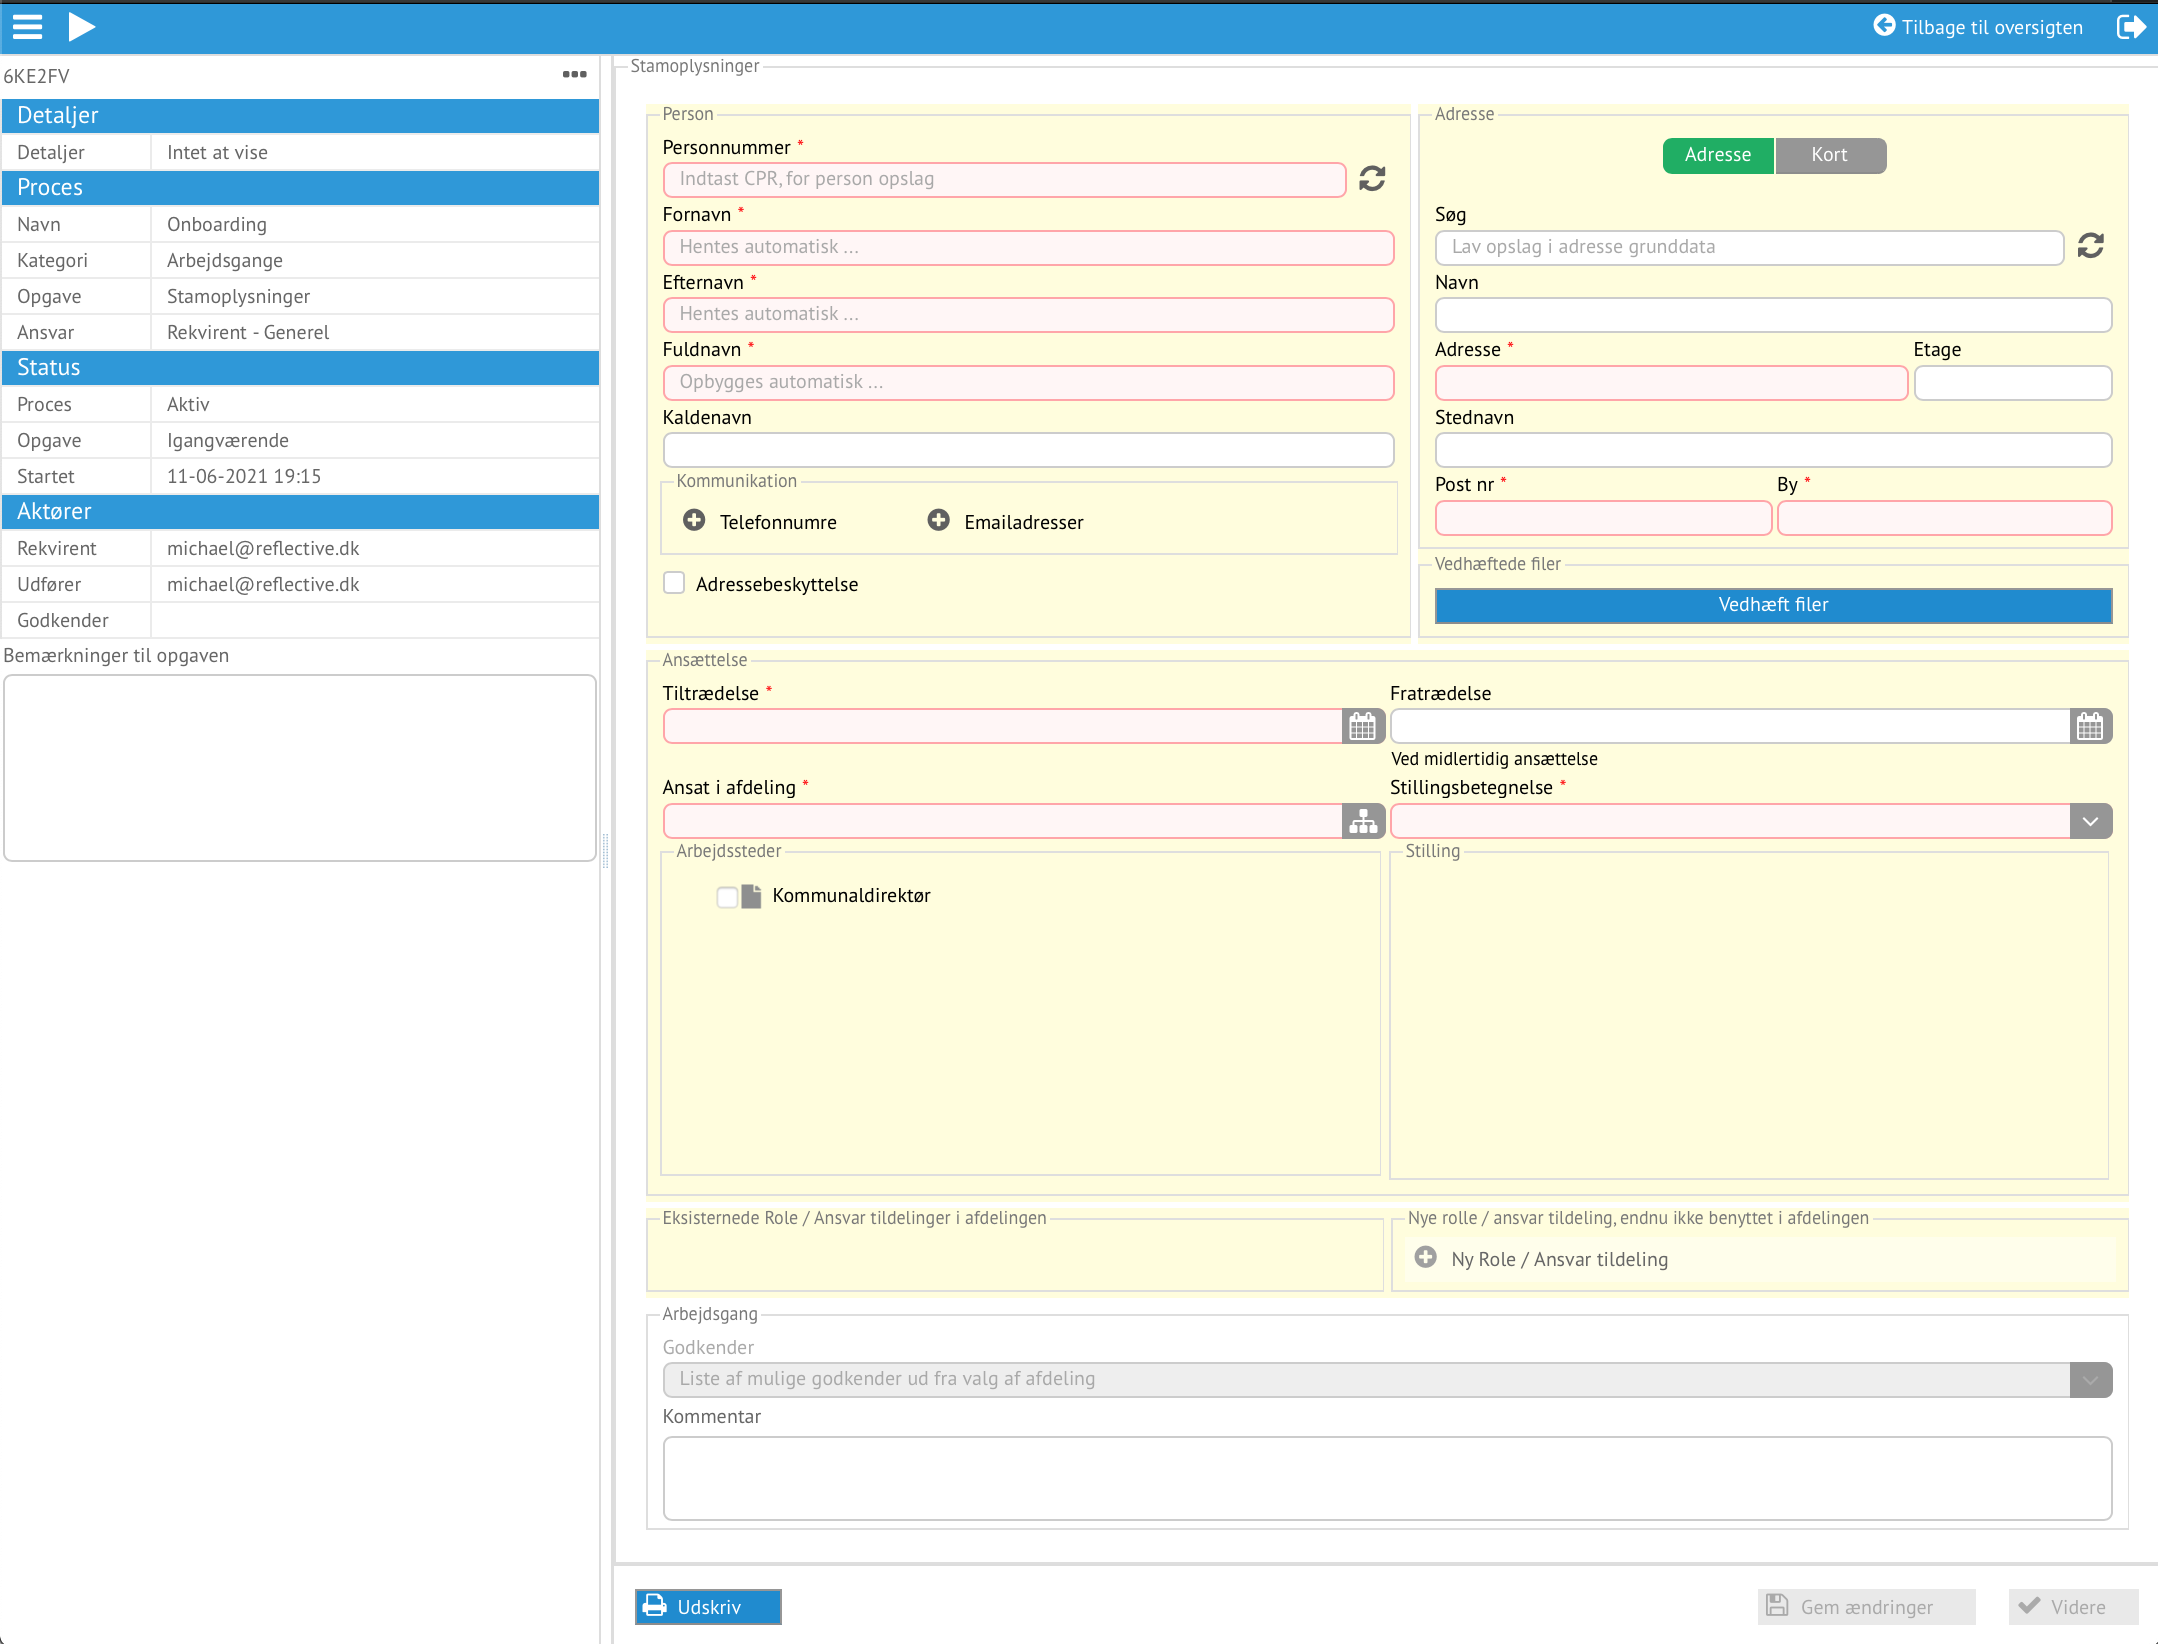 Tilbage til oversigten
6KE2FV
Detaljer
Detaljer Intet at vise
Proces
Navn Onboarding
Kategori Arbejdsgange
Opgave Stamoplysninger
Ansvar Rekvirent - Generel
Status
Proces Aktiv
Opgave Igangværende
Startet 11-06-2021 19:15
Aktører
Rekvirent michael@reflective.dk
Udfører michael@reflective.dk
Godkender
Bemærkninger til opgaven
Stamoplysninger
Person
Personnummer *
Indtast CPR, for person opslag
Fornavn *
Hentes automatisk ...
Efternavn *
Hentes automatisk ...
Fuldnavn *
Opbygges automatisk ...
Kaldenavn
Kommunikation
Telefonnumre Emailadresser
Adressebeskyttelse
Adresse
Adresse Kort
Søg
Lav opslag i adresse grunddata
Navn
Adresse * Etage
Stednavn
Post nr * By *
Vedhæftede filer
Vedhæft filer
Ansættelse
Tiltrædelse * Fratrædelse
Ved midlertidig ansættelse
Ansat i afdeling * Stillingsbetegnelse *
Arbejdssteder Stilling
Kommunaldirektør
Eksisternede Role / Ansvar tildelinger i afdelingen
Nye rolle / ansvar tildeling, endnu ikke benyttet i afdelingen
Ny Role / Ansvar tildeling
Arbejdsgang
Godkender
Liste af mulige godkender ud fra valg af afdeling
Kommentar
Udskriv Gem ændringer Videre